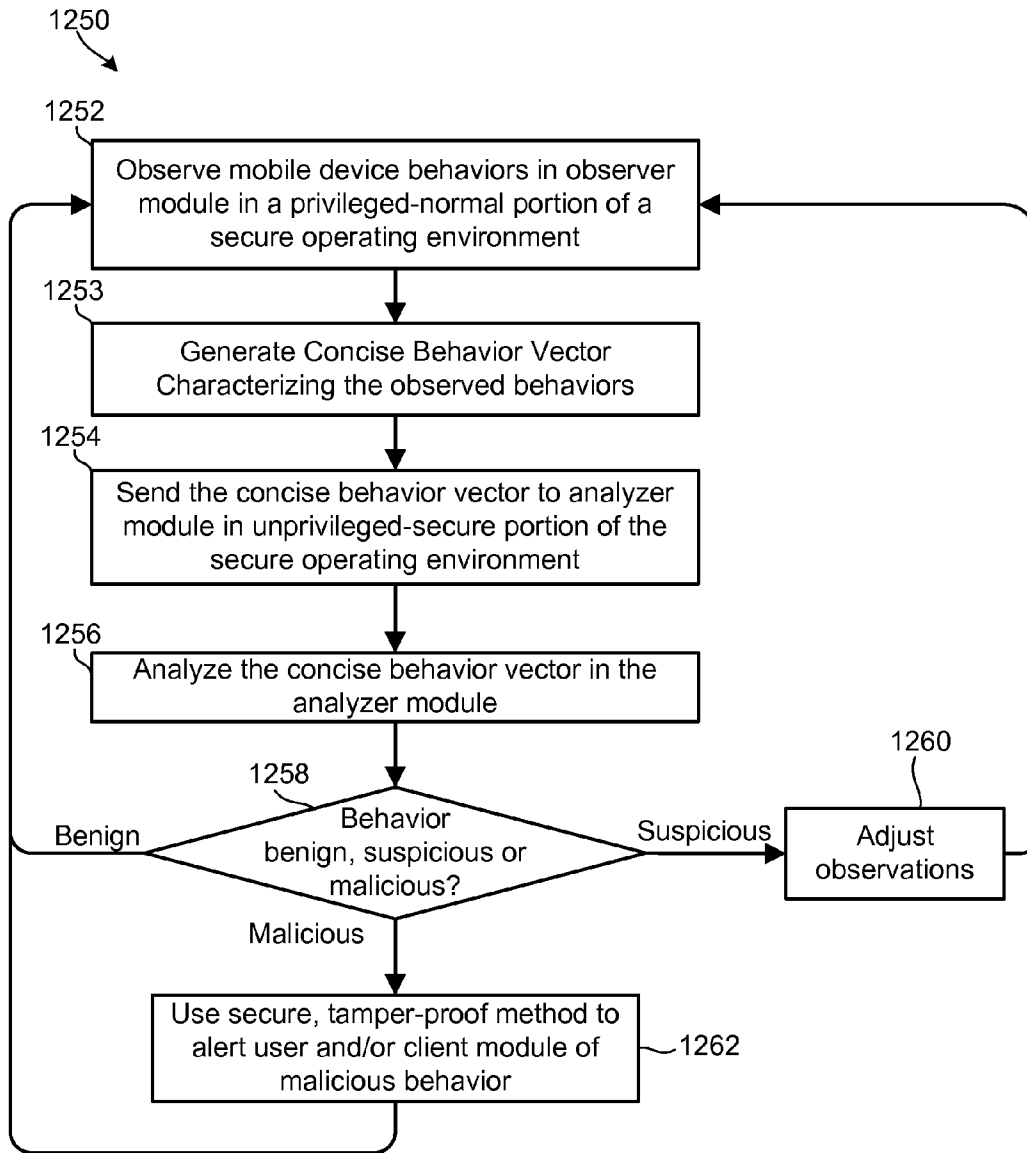 1250
1252
Observe mobile device behaviors in observer
module in a privileged-normal portion of a
secure operating environment
1253
Generate Concise Behavior Vector
Characterizing the observed behaviors
1254
Send the concise behavior vector to analyzer
module in unprivileged-secure portion of the
secure operating environment
1256
Analyze the concise behavior vector in the
analyzer module
1258
Behavior
benign, suspicious or
malicious?
Benign
Suspicious
1260
Adjust
observations
Malicious
Use secure, tamper-proof method to
alert user and/or client module of
malicious behavior
1262